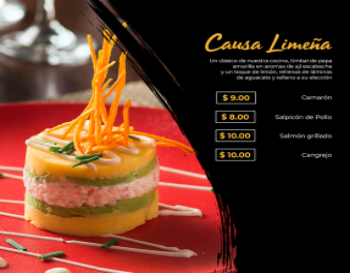 Causa Limeña
Un clásico de nuestra cocina, timbal de papa
amarilla en aromas de ají escabeche
y un toque de limón, rellenos de láminas
de aguacate y relleno a su elección
$ 9.00 Camarón
$ 8.00 Salpicón de Pollo
$ 10.00 Salmón grillado
$ 10.00 Cangrejo